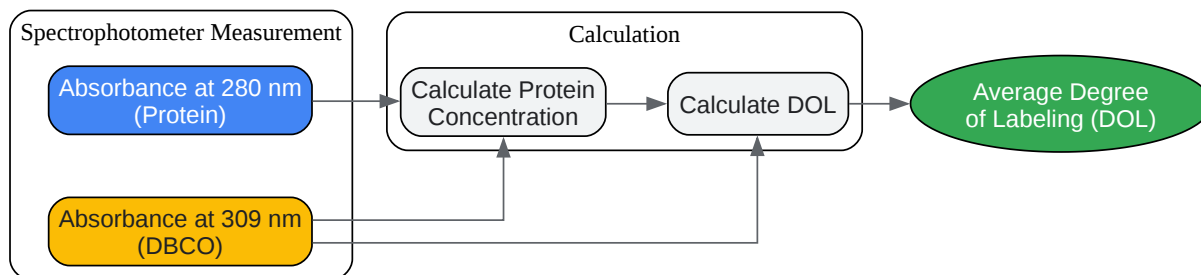 Spectrophotometer Measurement
Absorbance at 280 nm
(Protein)
Absorbance at 309 nm
(DBCO)
Calculation
Calculate Protein
Concentration
Calculate DOL
Average Degree
of Labeling (DOL)